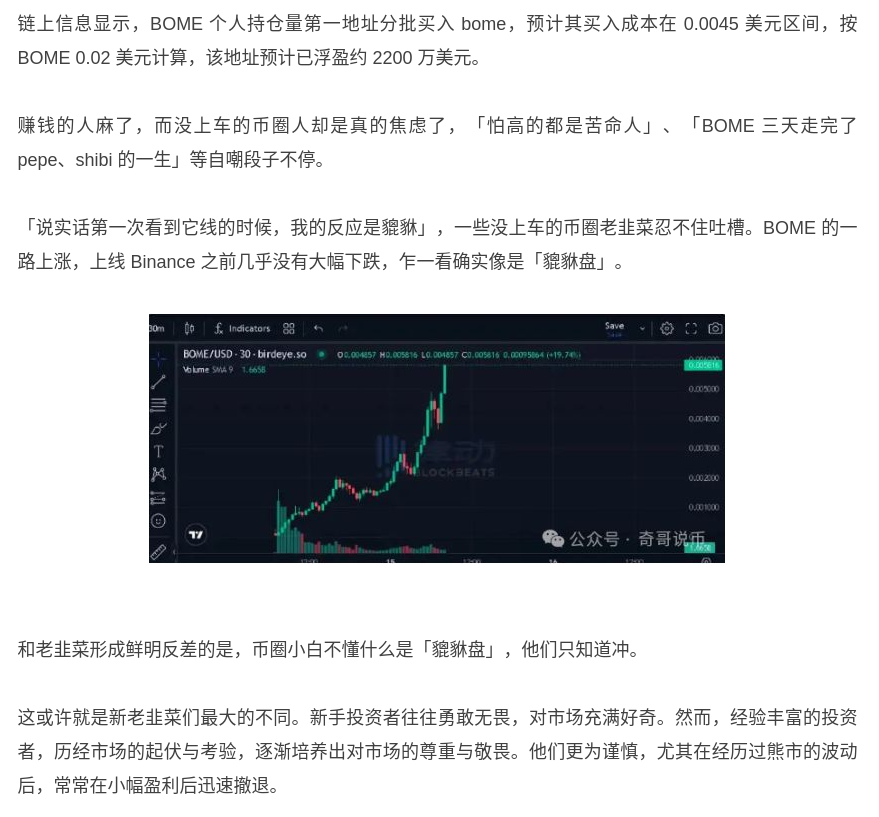 链上信息显示，BOME 个人持仓量第一地址分批买入 bome，预计其买入成本在 0.0045 美元区间，按
BOME 0.02 美元计算，该地址预计已浮盈约 2200 万美元。
赚钱的人麻了，而没上车的币圈人却是真的焦虑了，「怕高的都是苦命人」、「BOME 三天走完了
pepe、shibi 的一生」等自嘲段子不停。
「说实话第一次看到它线的时候，我的反应是貔貅」，一些没上车的币圈老韭菜忍不住吐槽。BOME 的一
路上涨，上线 Binance 之前几乎没有大幅下跌，乍一看确实像是「貔貅盘」。
30m Indicators Save
BOME/USD · 30 · birdeye.so O0.004857 H0.005816 L0.004857 C0.005816 0.00095864 (+19.74%)
Volume SMA 9 1.665B
0.005816
0.005000
0.004000
0.003000
律动
BLOCKBEATS
0.002000
0.001000
公众号 · 奇哥说币
1.665B
12:00 15 12:00 16 12:00
和老韭菜形成鲜明反差的是，币圈小白不懂什么是「貔貅盘」，他们只知道冲。
这或许就是新老韭菜们最大的不同。新手投资者往往勇敢无畏，对市场充满好奇。然而，经验丰富的投资
者，历经市场的起伏与考验，逐渐培养出对市场的尊重与敬畏。他们更为谨慎，尤其在经历过熊市的波动
后，常常在小幅盈利后迅速撤退。